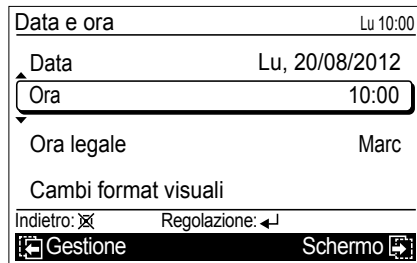 Data e ora Lu 10:00
Data Lu, 20/08/2012
Ora 10:00
Ora legale Marc
Cambi format visuali
Indietro: Regolazione:
Gestione Schermo